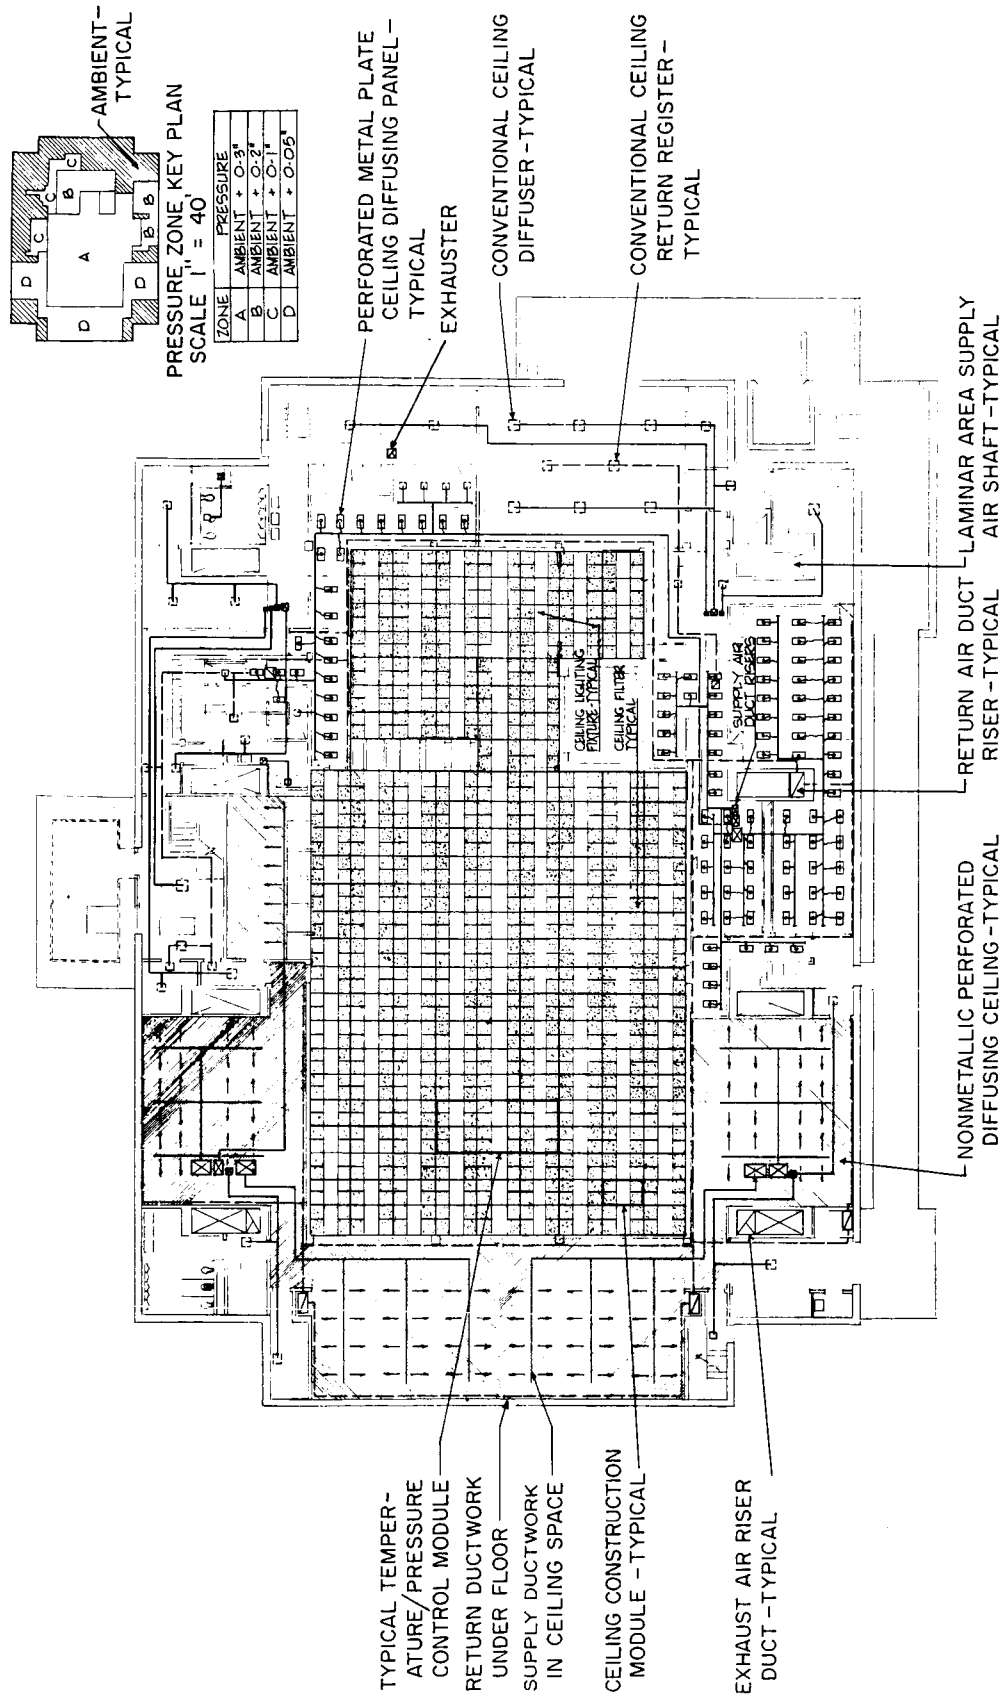 AMBIENT-
TYPICAL
PRESSURE ZONE KEY PLAN
SCALE 1" = 40'
ZONE PRESSURE
A AMBIENT + 0.3"
B AMBIENT + 0.2"
C AMBIENT + 0.1"
D AMBIENT + 0.05"
D
C
C
C
B
A
B
B
D
D
PERFORATED METAL PLATE
CEILING DIFFUSING PANEL-
TYPICAL
EXHAUSTER
CONVENTIONAL CEILING
DIFFUSER-TYPICAL
CONVENTIONAL CEILING
RETURN REGISTER-
TYPICAL
CEILING LIGHTING
FIXTURE-TYPICAL
CEILING FILTER
TYPICAL
SUPPLY AIR
DUCT RISERS
TYPICAL TEMPER-
ATURE/PRESSURE
CONTROL MODULE
RETURN DUCTWORK
UNDER FLOOR
SUPPLY DUCTWORK
IN CEILING SPACE
CEILING CONSTRUCTION
MODULE-TYPICAL
EXHAUST AIR RISER
DUCT-TYPICAL
NONMETALLIC PERFORATED
DIFFUSING CEILING-TYPICAL
RETURN AIR DUCT
RISER-TYPICAL
LAMINAR AREA SUPPLY
AIR SHAFT-TYPICAL